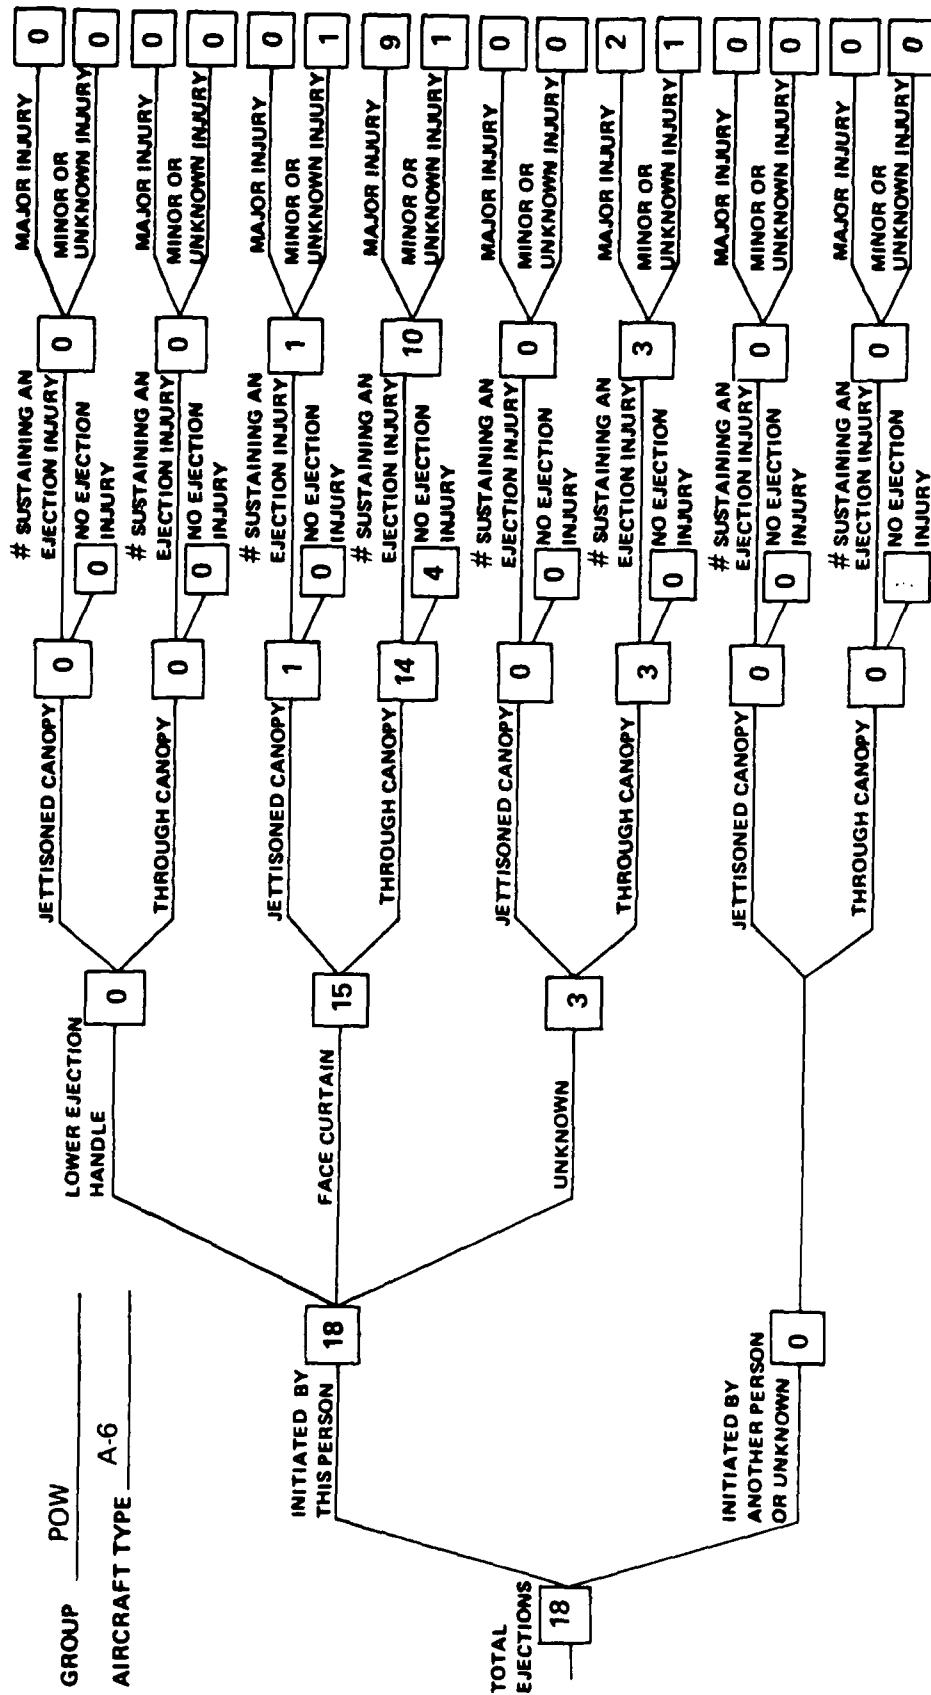 GROUP POW
AIRCRAFT TYPE A-6
TOTAL
EJECTIONS
18
INITIATED BY
THIS PERSON
18
LOWER EJECTION
HANDLE
0
JETTISONED CANOPY
0
# SUSTAINING AN
EJECTION INJURY
0
NO EJECTION
INJURY
0
MAJOR INJURY
0
MINOR OR
UNKNOWN INJURY
0
THROUGH CANOPY
0
# SUSTAINING AN
EJECTION INJURY
0
NO EJECTION
INJURY
0
MAJOR INJURY
0
MINOR OR
UNKNOWN INJURY
0
FACE CURTAIN
15
JETTISONED CANOPY
1
# SUSTAINING AN
EJECTION INJURY
1
NO EJECTION
INJURY
0
MAJOR INJURY
0
MINOR OR
UNKNOWN INJURY
1
THROUGH CANOPY
14
# SUSTAINING AN
EJECTION INJURY
10
NO EJECTION
INJURY
4
MAJOR INJURY
9
MINOR OR
UNKNOWN INJURY
1
UNKNOWN
3
JETTISONED CANOPY
0
# SUSTAINING AN
EJECTION INJURY
0
NO EJECTION
INJURY
0
MAJOR INJURY
0
MINOR OR
UNKNOWN INJURY
0
THROUGH CANOPY
3
# SUSTAINING AN
EJECTION INJURY
3
NO EJECTION
INJURY
0
MAJOR INJURY
2
MINOR OR
UNKNOWN INJURY
1
INITIATED BY
ANOTHER PERSON
OR UNKNOWN
0
JETTISONED CANOPY
0
# SUSTAINING AN
EJECTION INJURY
0
NO EJECTION
INJURY
0
MAJOR INJURY
0
MINOR OR
UNKNOWN INJURY
0
THROUGH CANOPY
0
# SUSTAINING AN
EJECTION INJURY
0
NO EJECTION
INJURY
MAJOR INJURY
0
MINOR OR
UNKNOWN INJURY
0